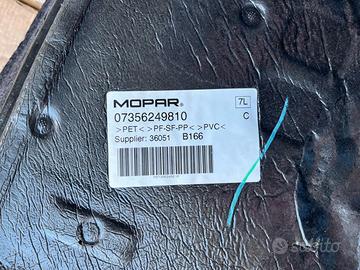 MOPAR®
7L
07356249810
C
>PET< >PF-SF-PP< >PVC<
Supplier: 36051 B166
subito